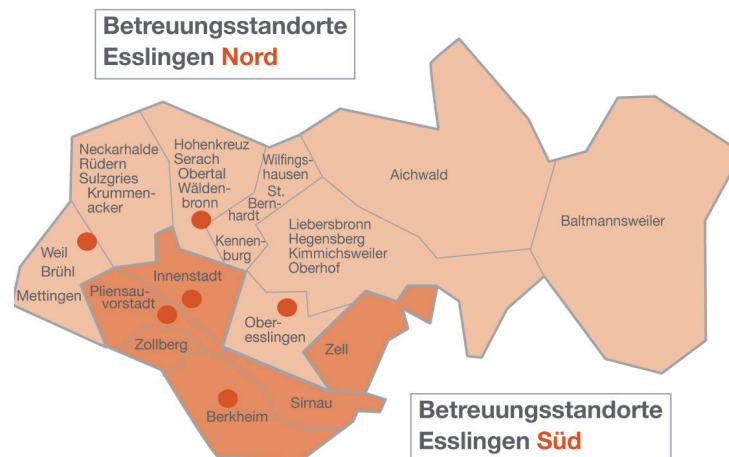 Betreuungsstandorte
Esslingen Nord
Neckarhalde
Rüdern
Sulzgries
Krummen-
acker
Hohenkreuz
Serach
Obertal
Wälden-
bronn
Wilfings-
hausen
St.
Bern-
hardt
Kennen-
burg
Aichwald
Baltmannsweiler
Liebersbronn
Hegensberg
Kimmichsweiler
Oberhof
Weil
Brühl
Mettingen
Innenstadt
Pliensau-
vorstadt
Ober-
esslingen
Zollberg
Zell
Berkheim
Sirnau
Betreuungsstandorte
Esslingen Süd